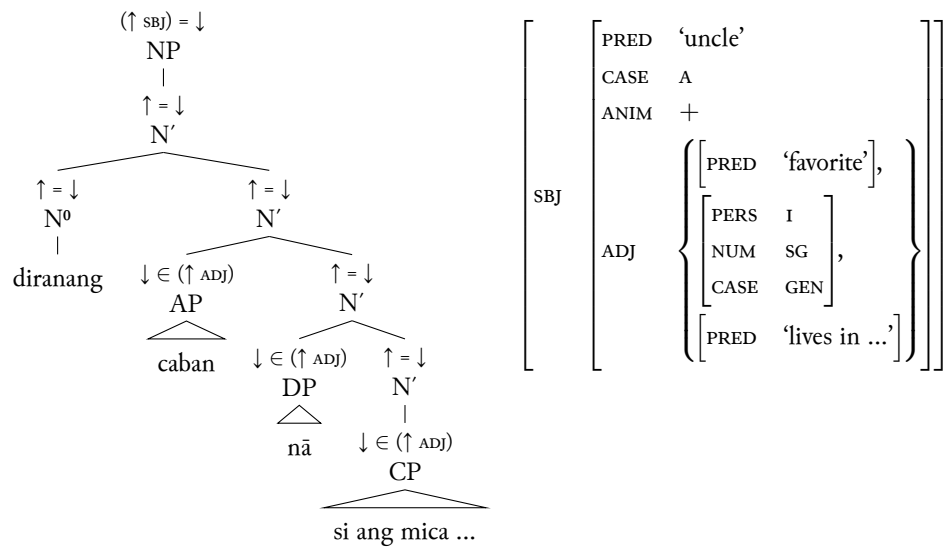 (↑ SBJ) = ↓
NP
↑ = ↓
N′
↑ = ↓ ↑ = ↓
N⁰ N′
diranang
↓ ∈ (↑ ADJ) ↑ = ↓
AP N′
caban
↓ ∈ (↑ ADJ) ↑ = ↓
DP N′
nā
↓ ∈ (↑ ADJ)
CP
si ang mica ...
SBJ
PRED ‘uncle’
CASE A
ANIM +
ADJ
PRED ‘favorite’ ,
PERS I
NUM SG ,
CASE GEN
PRED ‘lives in ...’